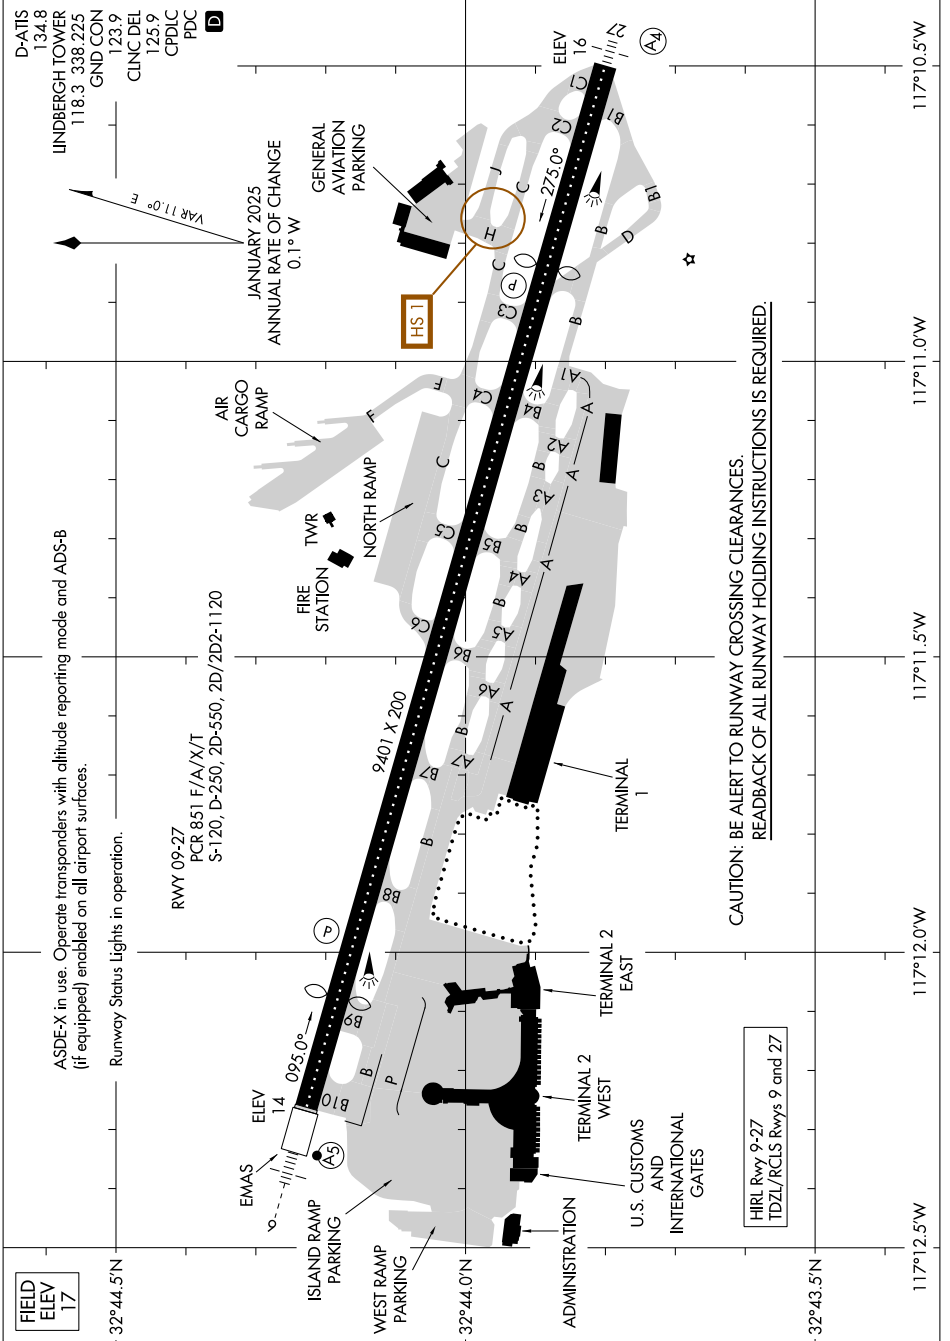 D-ATIS
134.8
LINDBERGH TOWER
118.3 338.225
GND CON
123.9
CLNC DEL
125.9
CPDLC
PDC
D
FIELD
ELEV
17
ASDE-X in use. Operate transponders with altitude reporting mode and ADS-B
(if equipped) enabled on all airport surfaces.
Runway Status Lights in operation.
VAR 11.0° E
JANUARY 2025
ANNUAL RATE OF CHANGE
0.1° W
RWY 09-27
PCR 851 F/A/X/T
S-120, D-250, 2D-550, 2D/2D2-1120
GENERAL
AVIATION
PARKING
HS 1
AIR
CARGO
RAMP
TWR
FIRE
STATION
NORTH RAMP
ELEV
16
27
A4
275.0°
9401 X 200
095.0°
ELEV
14
EMAS
9
A5
P
P
C1
C2
J
C
H
C
C3
F
F
C4
C
C5
C6
B1
B1
B
D
B
A1
B4
A
A2
B
A
A3
B
B5
A
A4
B
A5
B6
A6
A
B
A7
B7
B
B8
B9
B
P
B10
TERMINAL
1
TERMINAL 2
EAST
TERMINAL 2
WEST
U.S. CUSTOMS
AND
INTERNATIONAL
GATES
ADMINISTRATION
ISLAND RAMP
PARKING
WEST RAMP
PARKING
CAUTION: BE ALERT TO RUNWAY CROSSING CLEARANCES.
READBACK OF ALL RUNWAY HOLDING INSTRUCTIONS IS REQUIRED.
HIRL Rwy 9-27
TDZL/RCLS Rwys 9 and 27
32°44.5'N
32°44.0'N
32°43.5'N
117°12.5'W
117°12.0'W
117°11.5'W
117°11.0'W
117°10.5'W